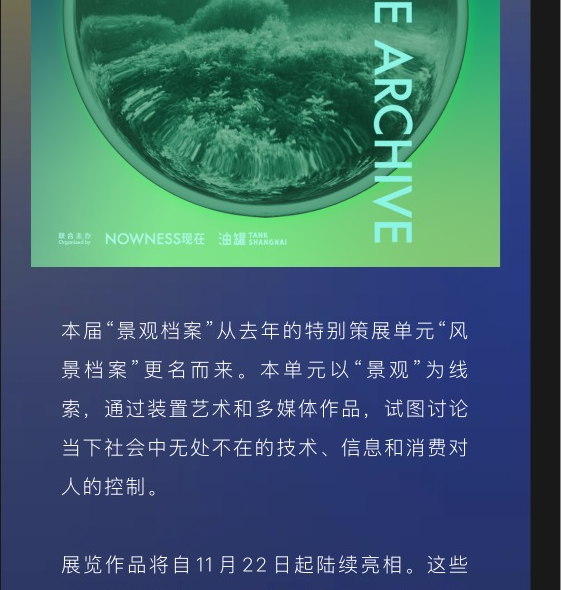 E ARCHIVE
联合主办
Organized by
NOWNESS现在
油罐 TANK
SHANGHAI
本届“景观档案”从去年的特别策展单元“风
景档案”更名而来。本单元以“景观”为线
索，通过装置艺术和多媒体作品，试图讨论
当下社会中无处不在的技术、信息和消费对
人的控制。
展览作品将自11月22日起陆续亮相。这些